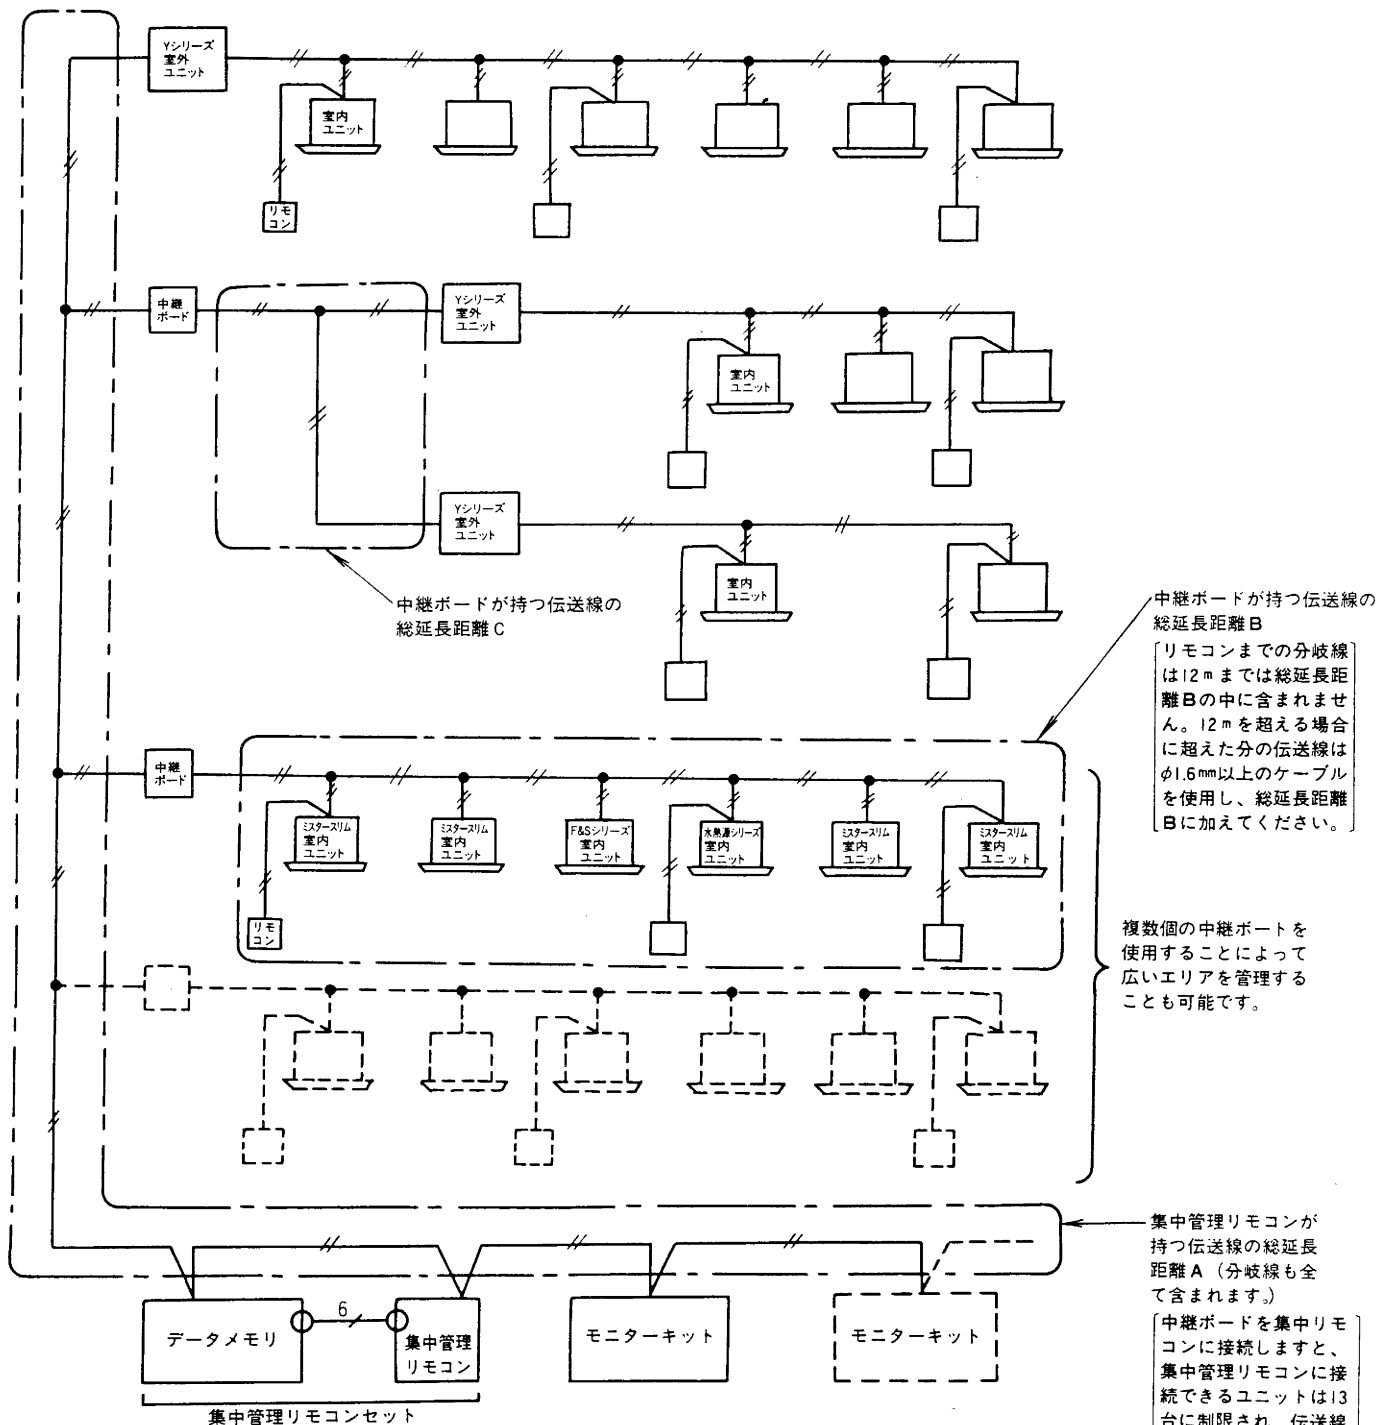 Yシリーズ
室外
ユニット
室内
ユニット
リモ
コン
中継
ボード
Yシリーズ
室外
ユニット
室内
ユニット
Yシリーズ
室外
ユニット
室内
ユニット
中継ボードが持つ伝送線の
総延長距離C
中継ボードが持つ伝送線の
総延長距離B
リモコンまでの分岐線
は12mまでは総延長距
離Bの中に含まれませ
ん。12mを超える場合
に超えた分の伝送線は
φ1.6mm以上のケーブル
を使用し、総延長距離
Bに加えてください。
中継
ボード
ミスタースリム
室内
ユニット
ミスタースリム
室内
ユニット
F&Sシリーズ
室内
ユニット
水熱源シリーズ
室内
ユニット
ミスタースリム
室内
ユニット
ミスタースリム
室内
ユニット
リモ
コン
複数個の中継ボートを
使用することによって
広いエリアを管理する
ことも可能です。
集中管理リモコンが
持つ伝送線の総延長
距離A(分岐線も全
て含まれます。)
中継ボードを集中リモ
コンに接続しますと、
集中管理リモコンに接
続できるユニットは13
台に制限され、伝送線
データメモリ
6
集中管理
リモコン
モニターキット
モニターキット
集中管理リモコンセット